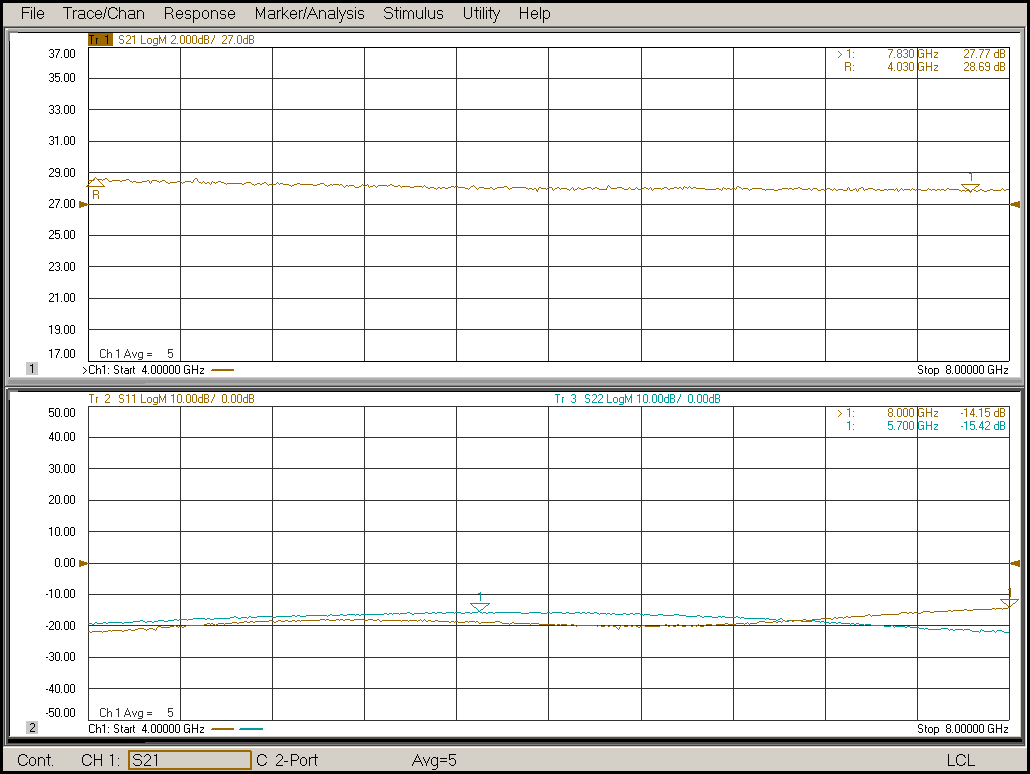 File Trace/Chan Response Marker/Analysis Stimulus Utility Help
Tr 1 S21 LogM 2.000dB/ 27.0dB
37.00
> 1: 7.830 GHz 27.77 dB
R: 4.030 GHz 28.69 dB
35.00
33.00
31.00
29.00
1
R
27.00
25.00
23.00
21.00
19.00
17.00
Ch 1 Avg = 5
1
>Ch1: Start 4.00000 GHz
Stop 8.00000 GHz
Tr 2 S11 LogM 10.00dB/ 0.00dB
Tr 3 S22 LogM 10.00dB/ 0.00dB
50.00
> 1: 8.000 GHz -14.15 dB
1: 5.700 GHz -15.42 dB
40.00
30.00
20.00
10.00
0.00
-10.00
1
1
-20.00
-30.00
-40.00
-50.00
Ch 1 Avg = 5
2
Ch1: Start 4.00000 GHz
Stop 8.00000 GHz
Cont. CH 1: S21 C 2-Port Avg=5 LCL